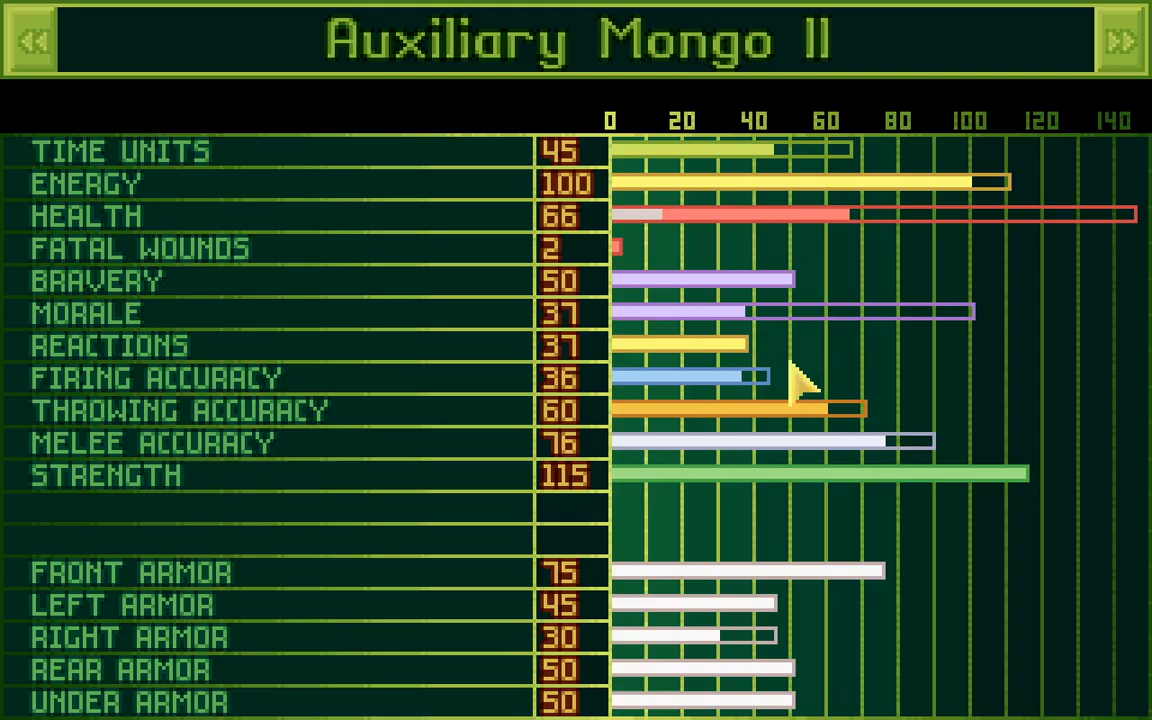 Auxiliary Mongo II
0 20 40 60 80 100 120 140
TIME UNITS 45
ENERGY 100
HEALTH 66
FATAL WOUNDS 2
BRAVERY 50
MORALE 37
REACTIONS 37
FIRING ACCURACY 36
THROWING ACCURACY 60
MELEE ACCURACY 76
STRENGTH 115
FRONT ARMOR 75
LEFT ARMOR 45
RIGHT ARMOR 30
REAR ARMOR 50
UNDER ARMOR 50